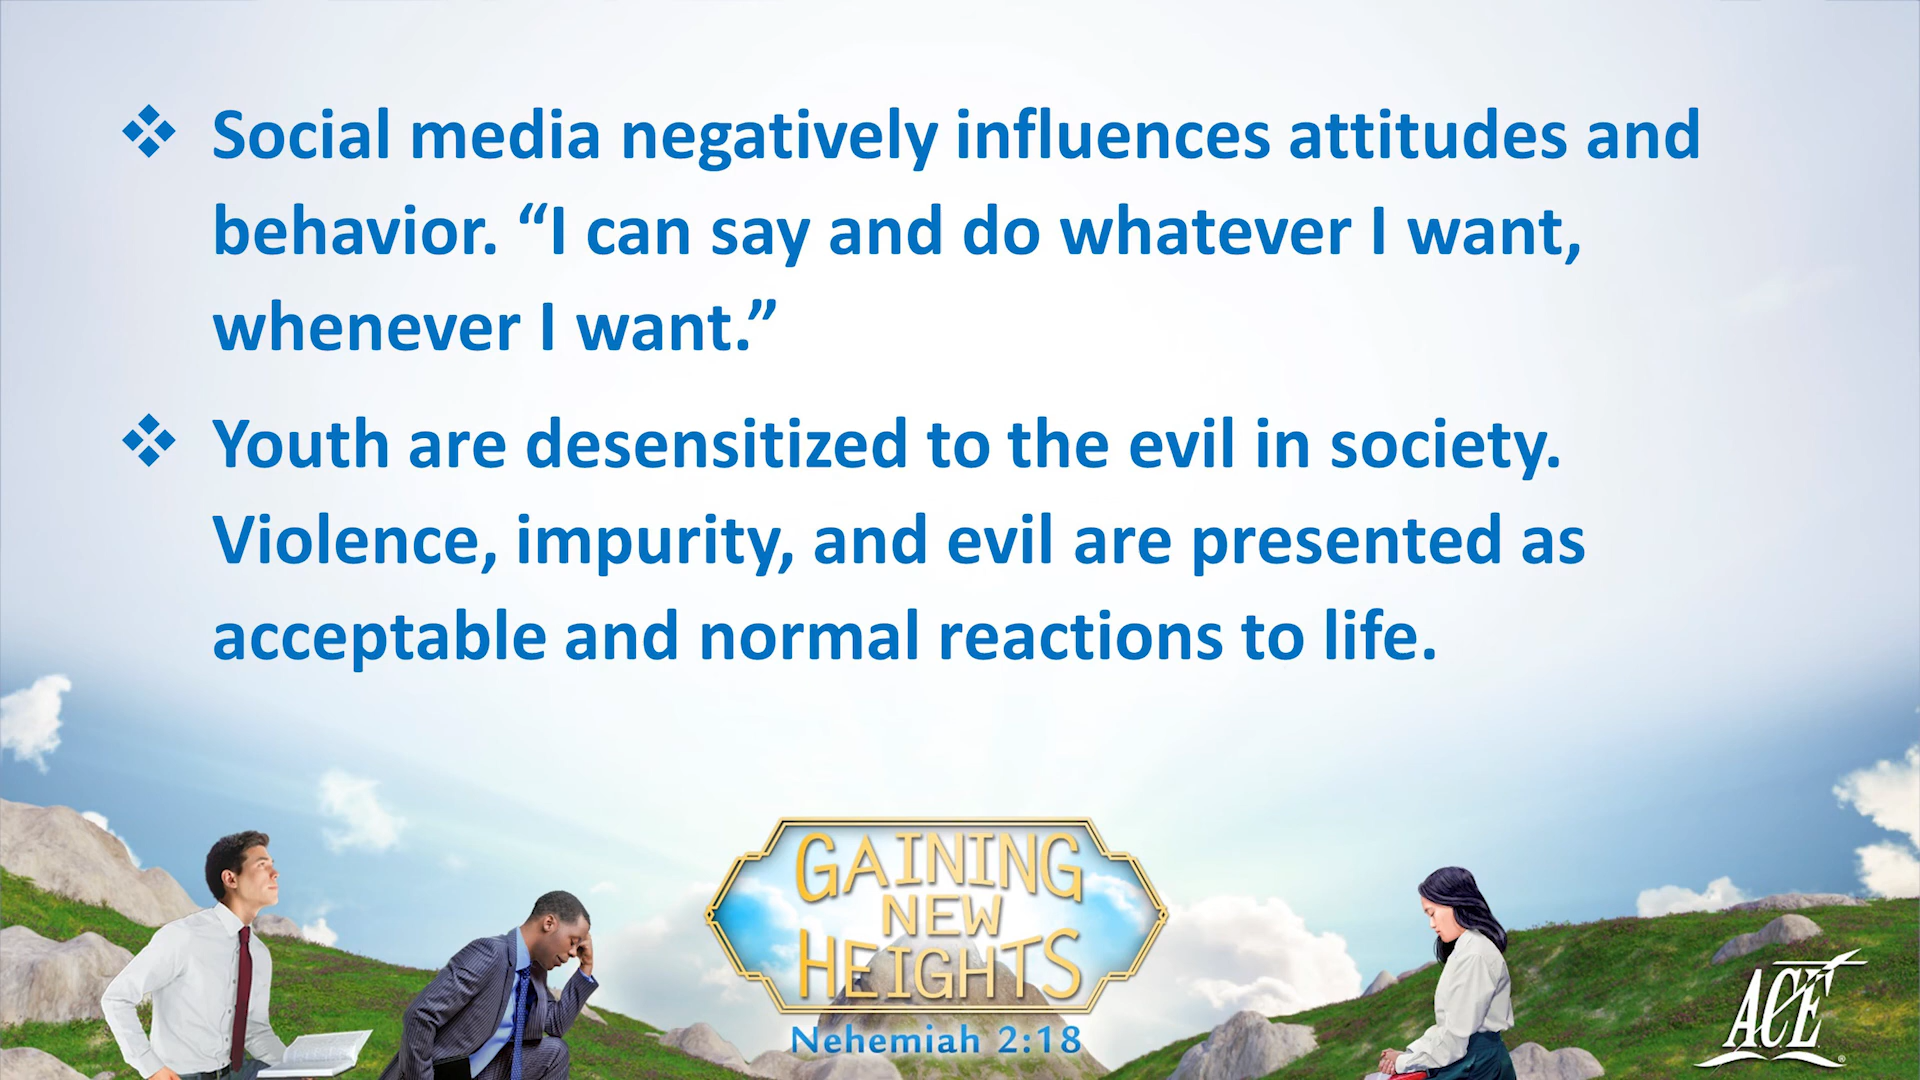 ❖ Social media negatively influences attitudes and
behavior. “I can say and do whatever I want,
whenever I want.”
❖ Youth are desensitized to the evil in society.
Violence, impurity, and evil are presented as
acceptable and normal reactions to life.
GAINING
NEW
HEIGHTS
Nehemiah 2:18
ACE®